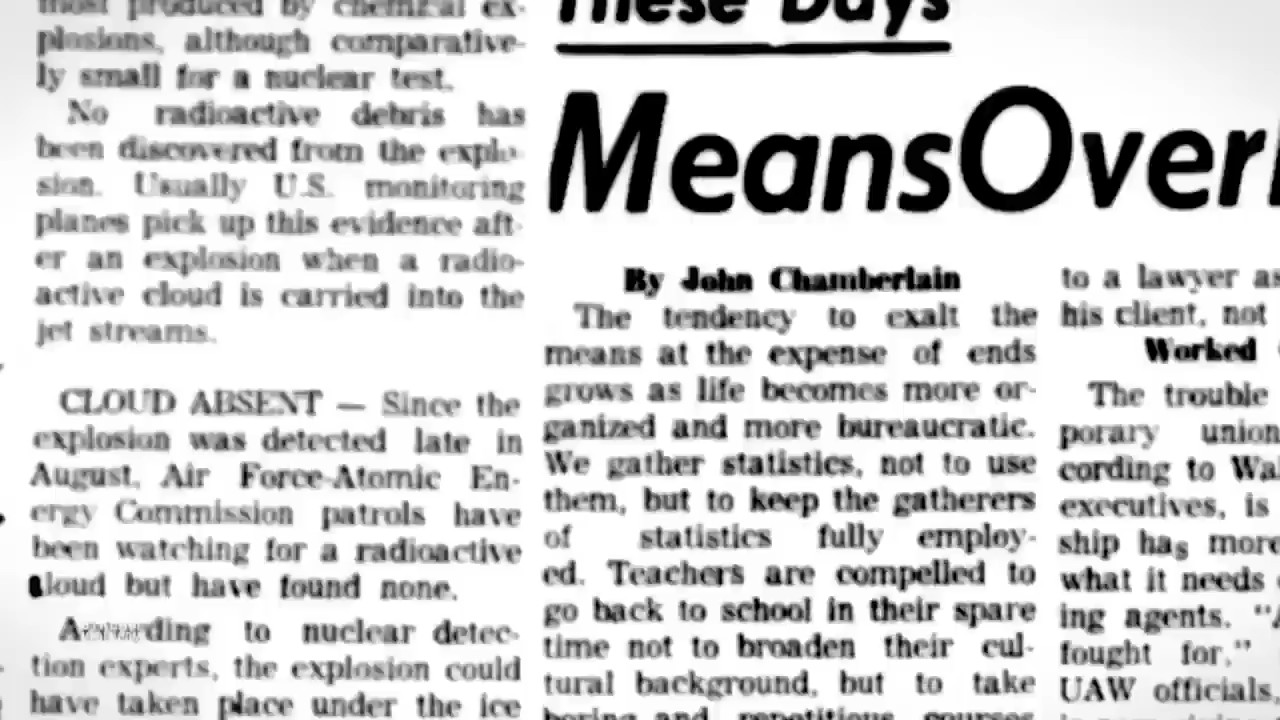 most produced by chemical ex-
plosions, although comparative-
ly small for a nuclear test.
No radioactive debris has
been discovered from the explo-
sion. Usually U.S. monitoring
planes pick up this evidence aft-
er an explosion when a radio-
active cloud is carried into the
jet streams.
CLOUD ABSENT — Since the
explosion was detected late in
August, Air Force-Atomic En-
ergy Commission patrols have
been watching for a radioactive
cloud but have found none.
According to nuclear detec-
tion experts, the explosion could
have taken place under the ice
These Days
MeansOver
By John Chamberlain
The tendency to exalt the
means at the expense of ends
grows as life becomes more or-
ganized and more bureaucratic.
We gather statistics, not to use
them, but to keep the gatherers
of statistics fully employ-
ed. Teachers are compelled to
go back to school in their spare
time not to broaden their cul-
tural background, but to take
boring and repetitious courses
to a lawyer as
his client, not
Worked
The trouble
porary union
cording to Wal
executives, is
ship has more
what it needs
ing agents. "A
fought for."
UAW officials,